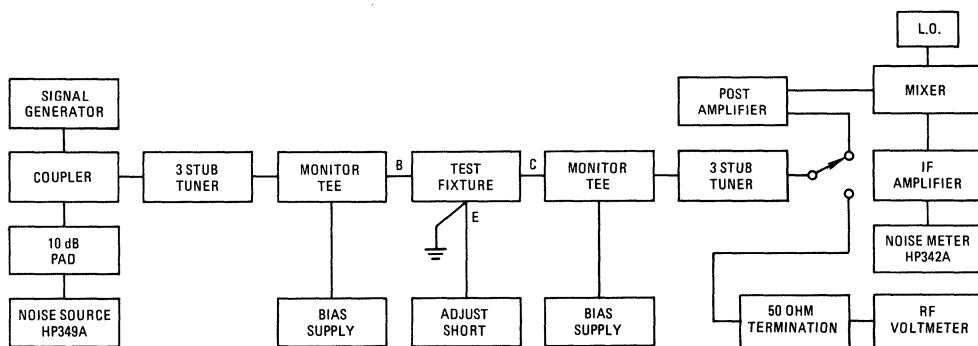 L.O.
SIGNAL
GENERATOR
POST
AMPLIFIER
MIXER
COUPLER
3 STUB
TUNER
MONITOR
TEE
B
TEST
FIXTURE
C
MONITOR
TEE
3 STUB
TUNER
IF
AMPLIFIER
E
10 dB
PAD
NOISE METER
HP342A
NOISE SOURCE
HP349A
BIAS
SUPPLY
ADJUST
SHORT
BIAS
SUPPLY
50 OHM
TERMINATION
RF
VOLTMETER